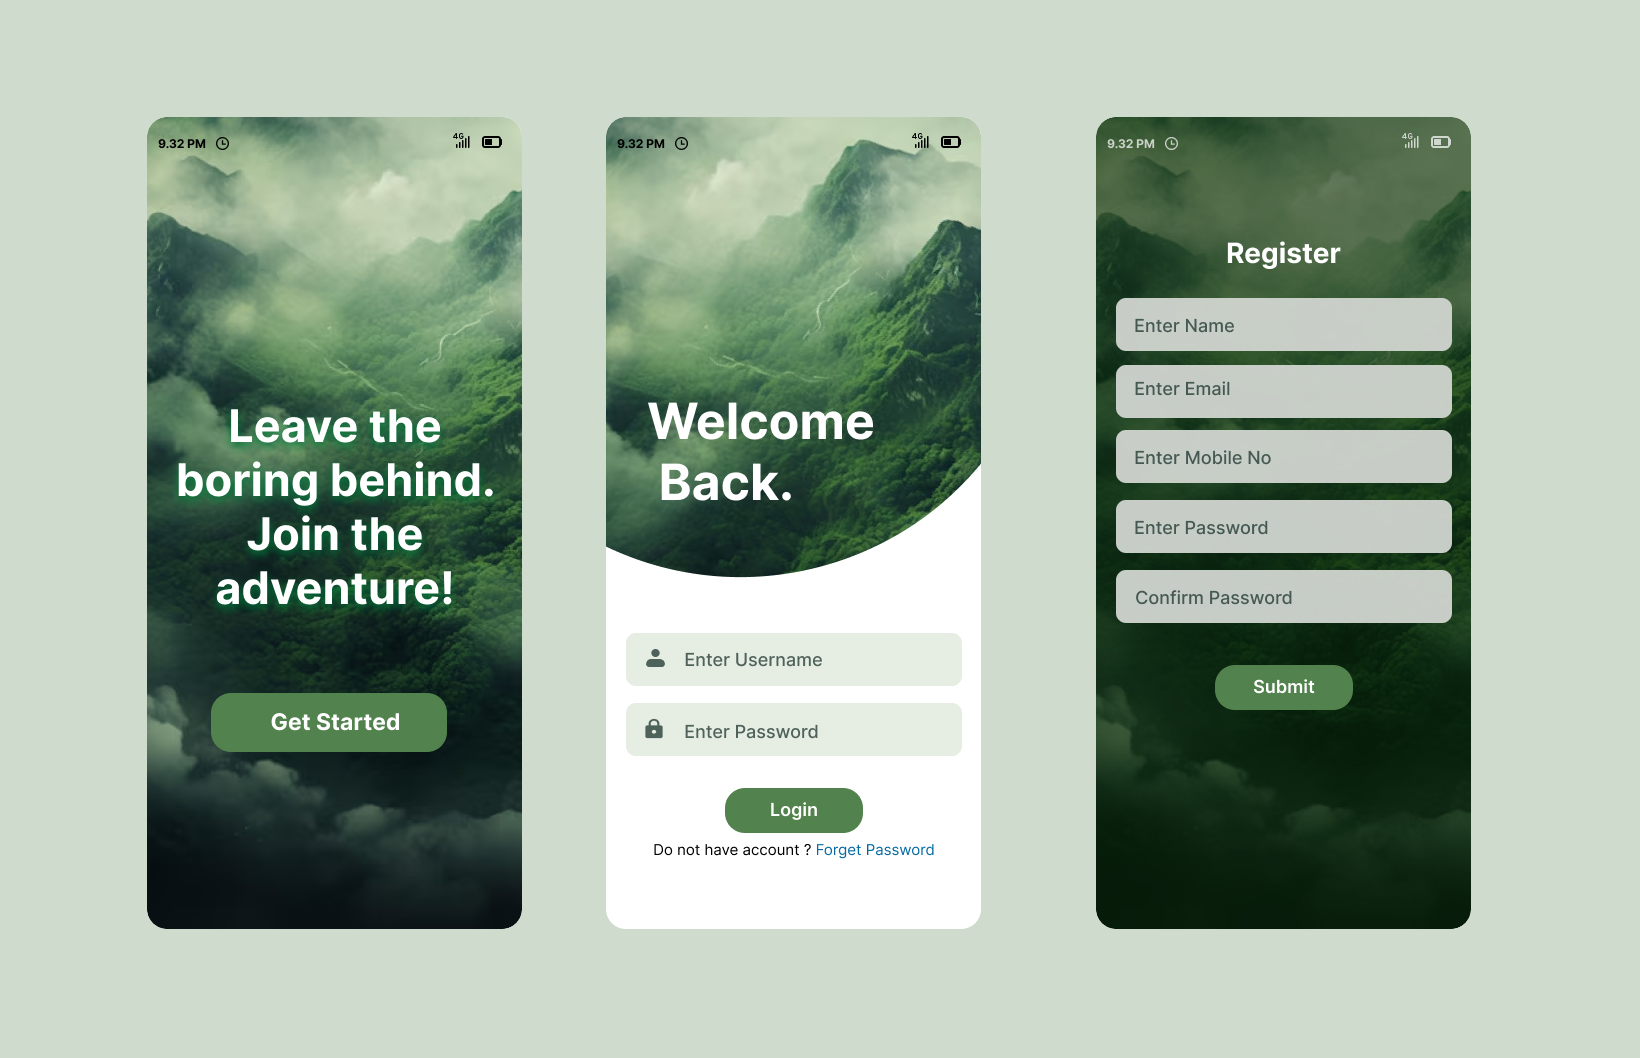 9.32 PM
4G
Leave the
boring behind.
Join the
adventure!
Get Started
9.32 PM
4G
Welcome
Back.
Enter Username
Enter Password
Login
Do not have account ? Forget Password
9.32 PM
4G
Register
Enter Name
Enter Email
Enter Mobile No
Enter Password
Confirm Password
Submit